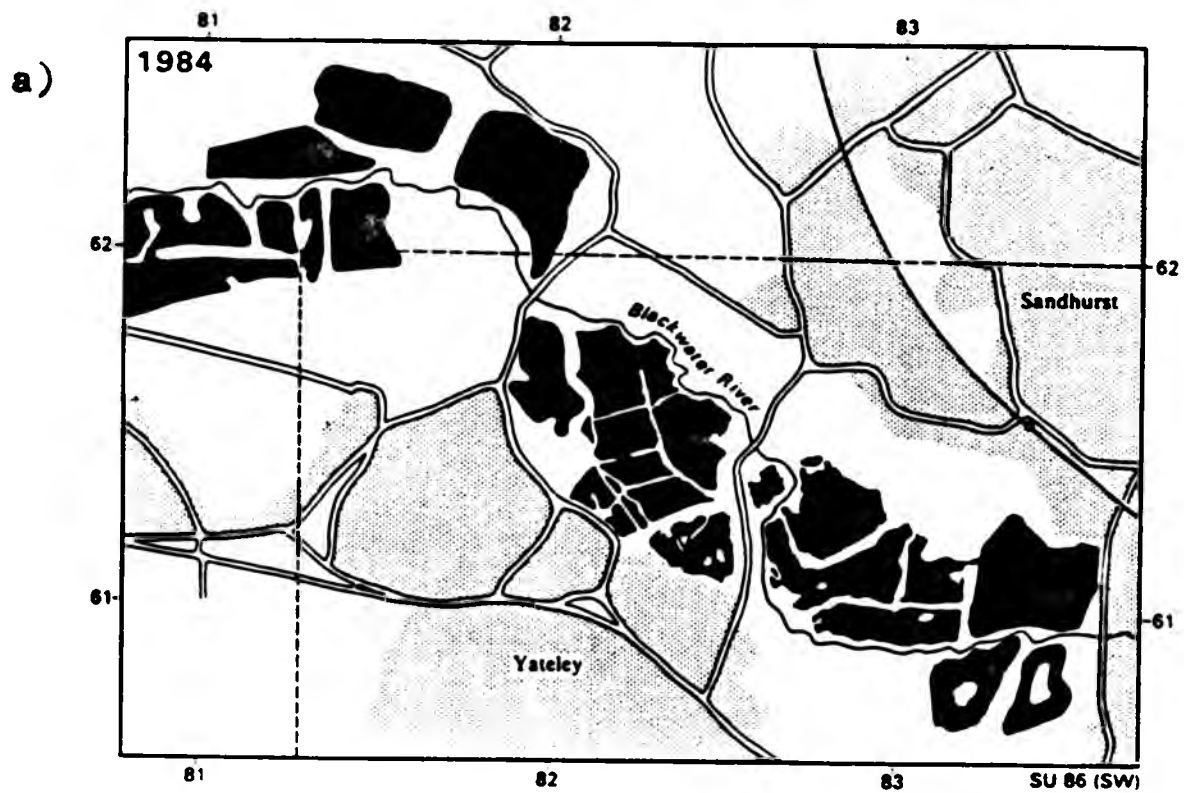 81 82 83
a)
1984
62 62
Sandhurst
Blackwater River
61 61
Yateley
81 82 83
SU 86 (SW)